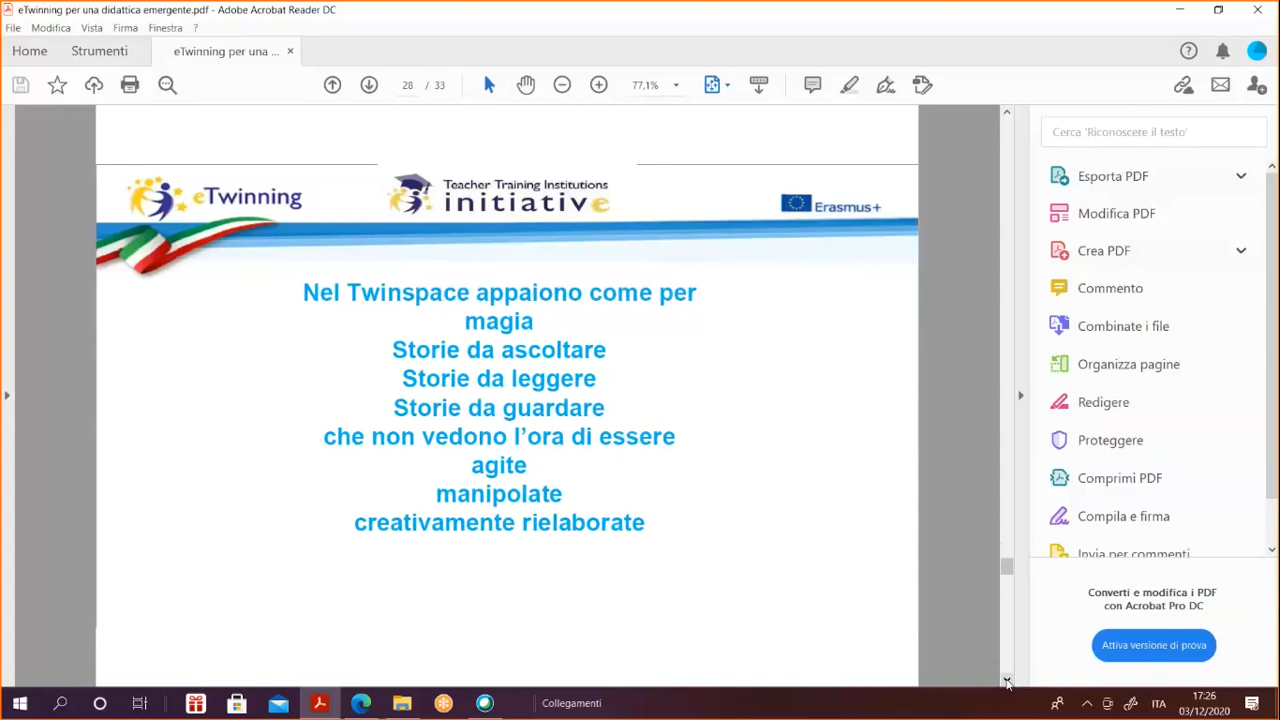 eTwinning per una didattica emergente.pdf - Adobe Acrobat Reader DC
File Modifica Vista Firma Finestra ?
Home Strumenti eTwinning per una ... ×
28 / 33 77,1%
Cerca 'Riconoscere il testo'
Esporta PDF
Modifica PDF
Crea PDF
Commento
Combinate i file
Organizza pagine
Redigere
Proteggere
Comprimi PDF
Compila e firma
Invia per commenti
Converti e modifica i PDF
con Acrobat Pro DC
Attiva versione di prova
eTwinning
Teacher Training Institutions
initiative
Erasmus+
Nel Twinspace appaiono come per
magia
Storie da ascoltare
Storie da leggere
Storie da guardare
che non vedono l’ora di essere
agite
manipolate
creativamente rielaborate
Collegamenti
ITA
17:26
03/12/2020